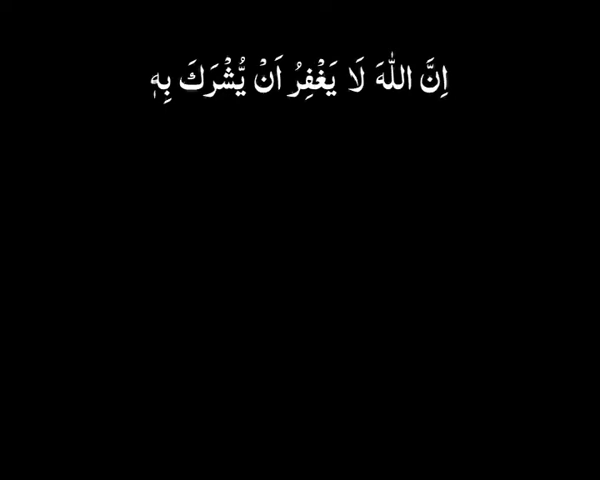 اِنَّ اللّٰهَ لَا يَغْفِرُ اَنْ يُّشْرَكَ بِهٖ